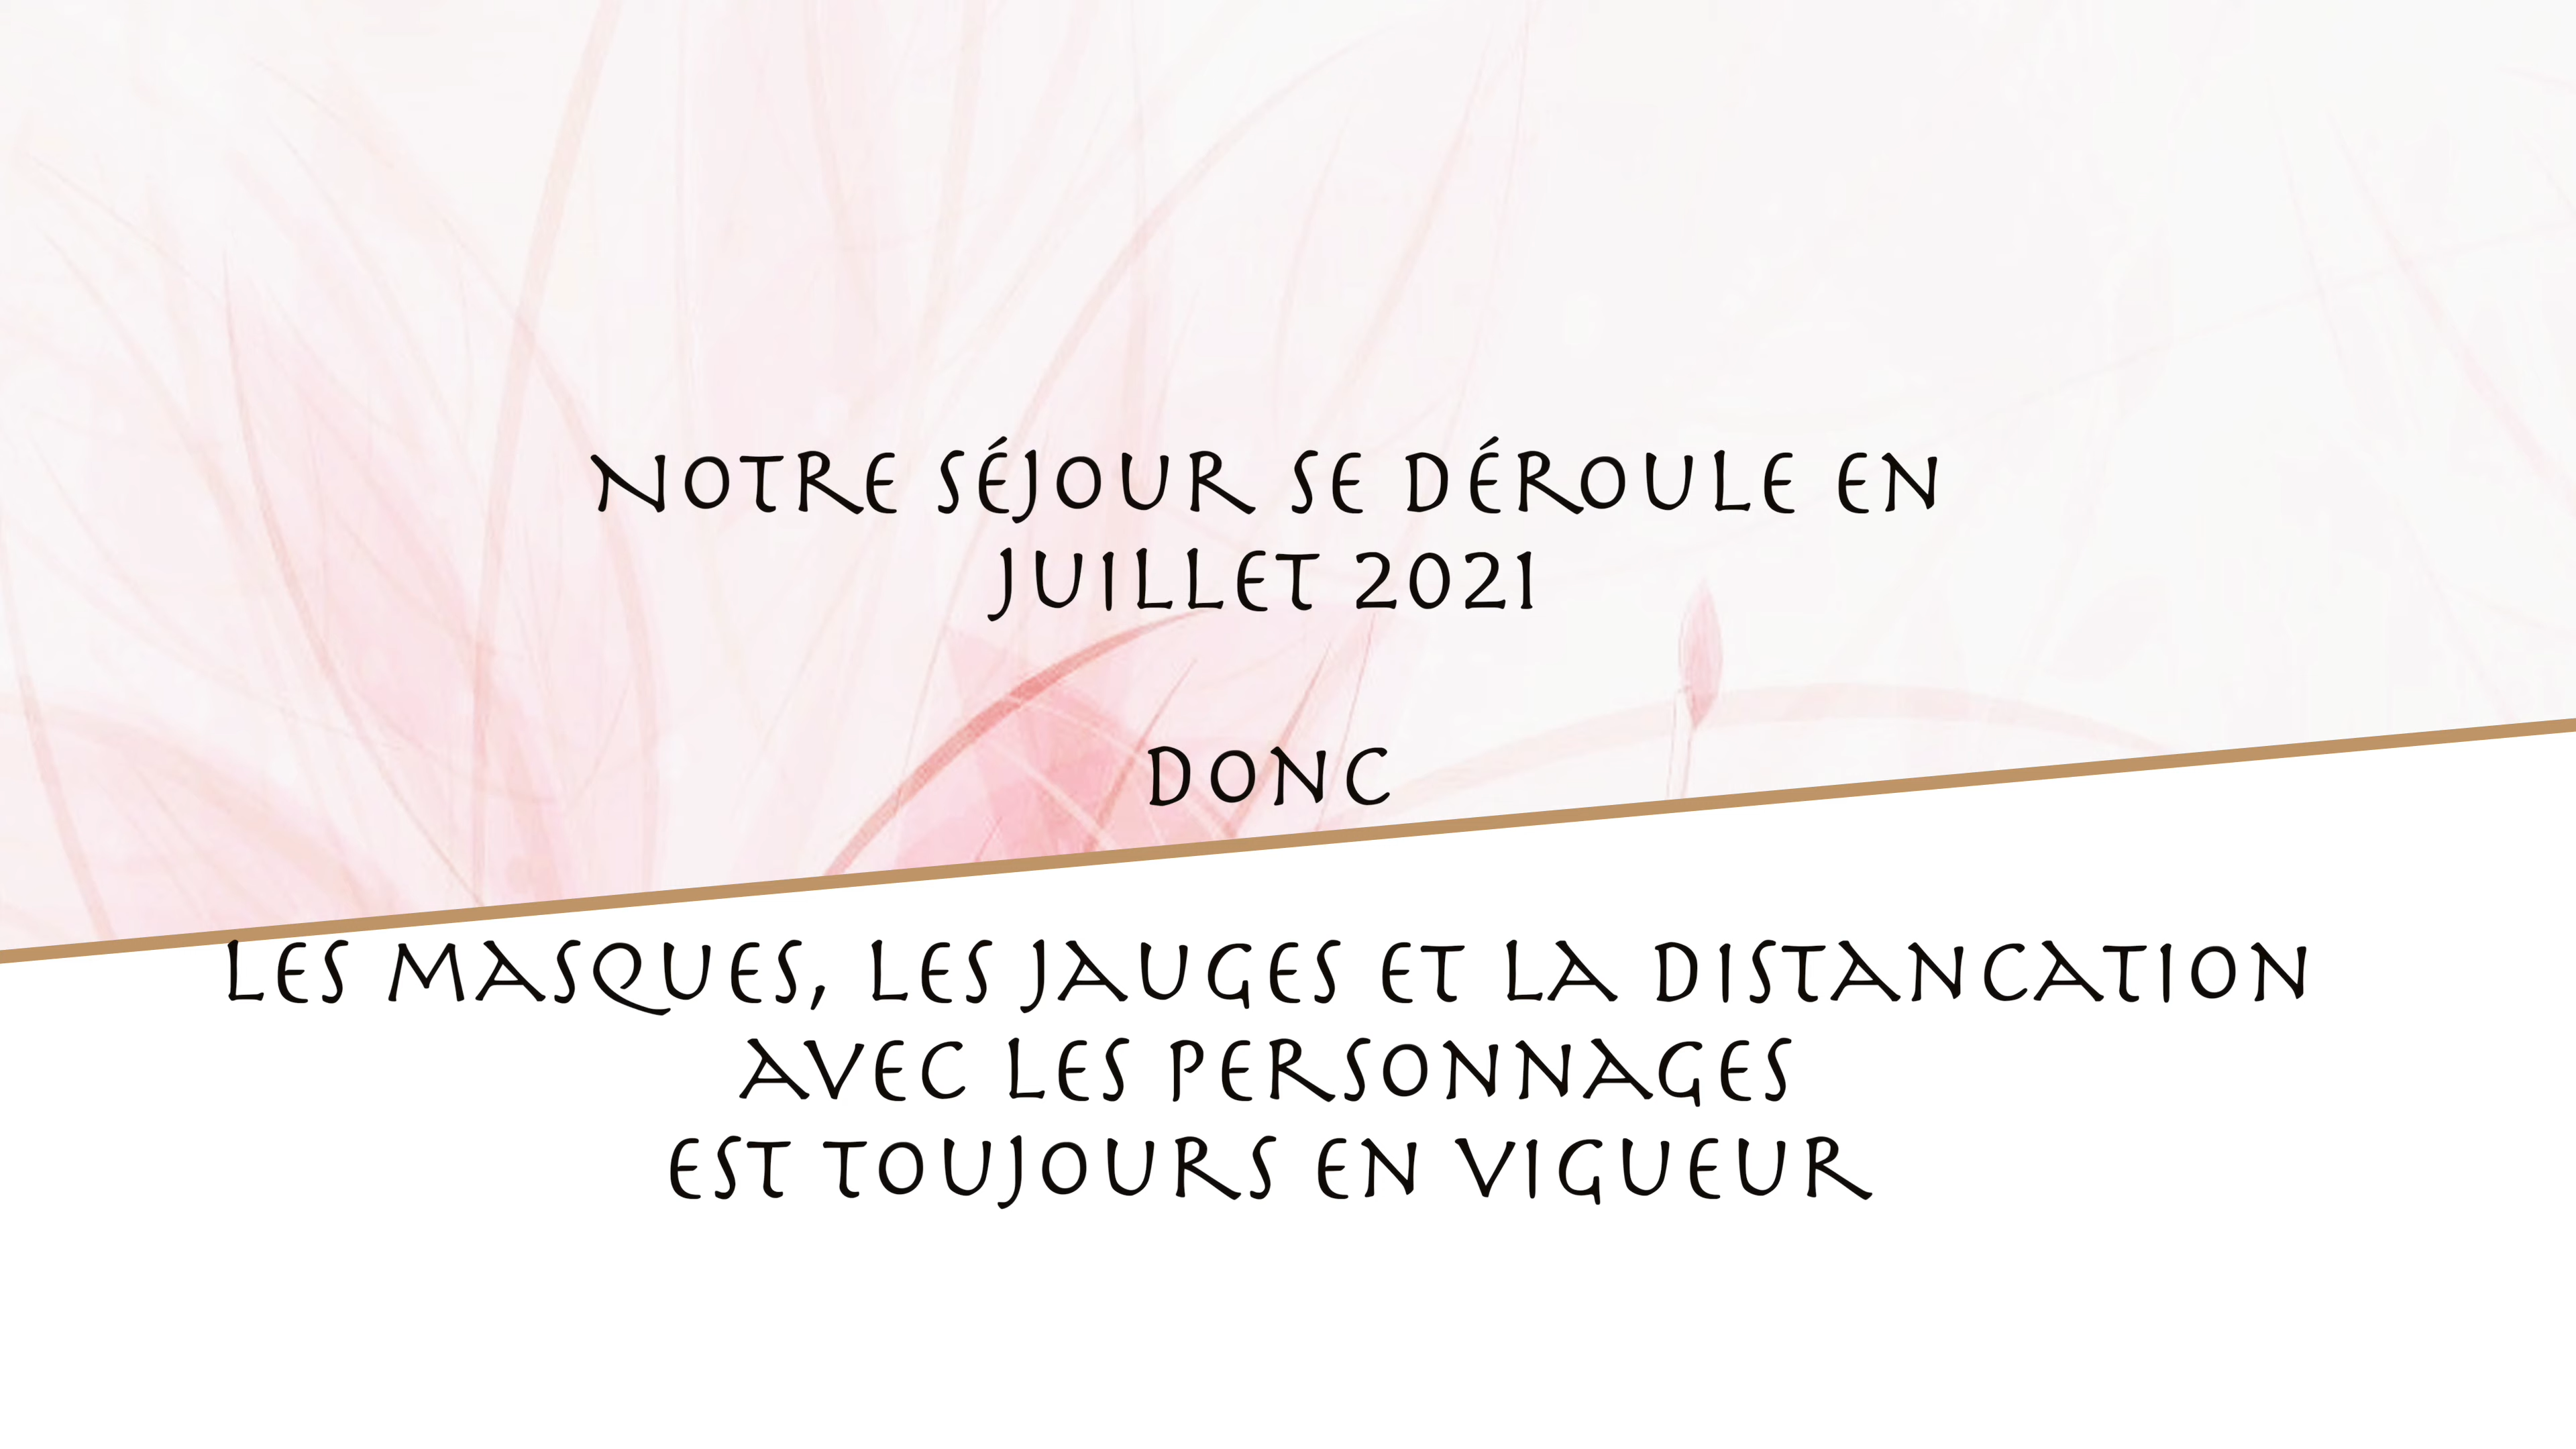 NOTRE SÉJOUR SE DÉROULE EN
JUILLET 2021
DONC
LES MASQUES, LES JAUGES ET LA DISTANCATION
AVEC LES PERSONNAGES
EST TOUJOURS EN VIGUEUR